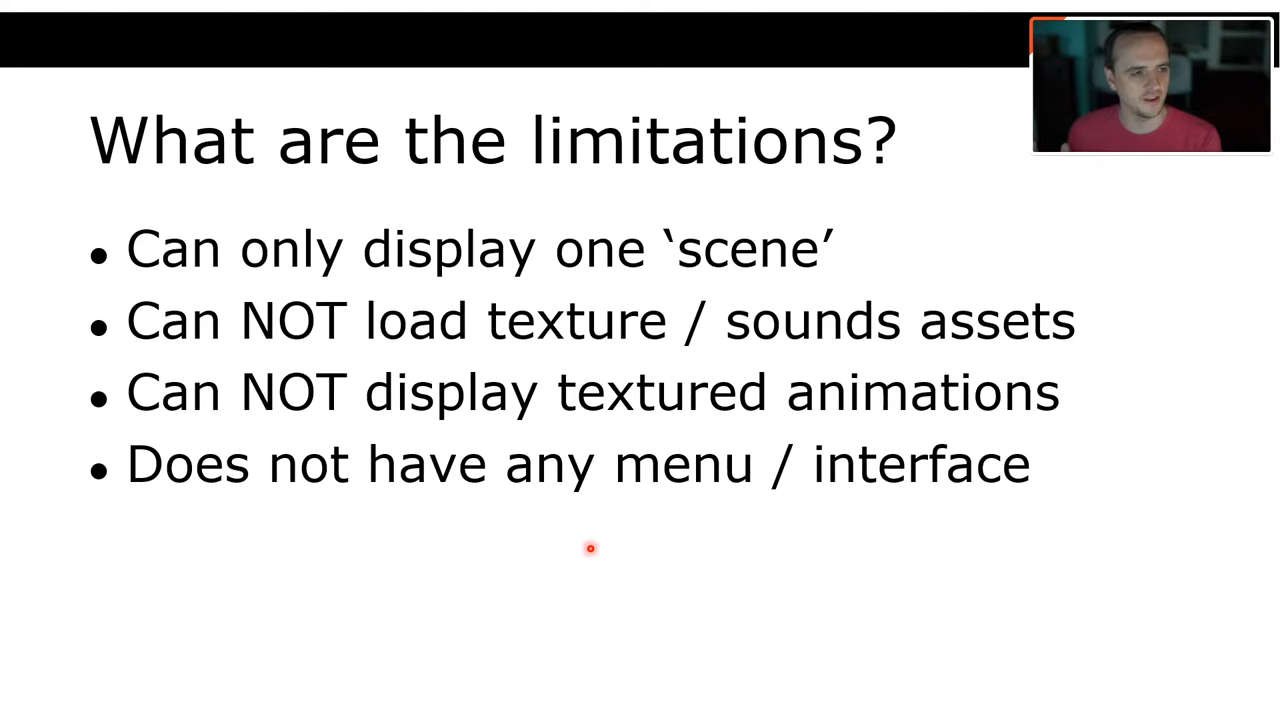 What are the limitations?
• Can only display one ‘scene’
• Can NOT load texture / sounds assets
• Can NOT display textured animations
• Does not have any menu / interface